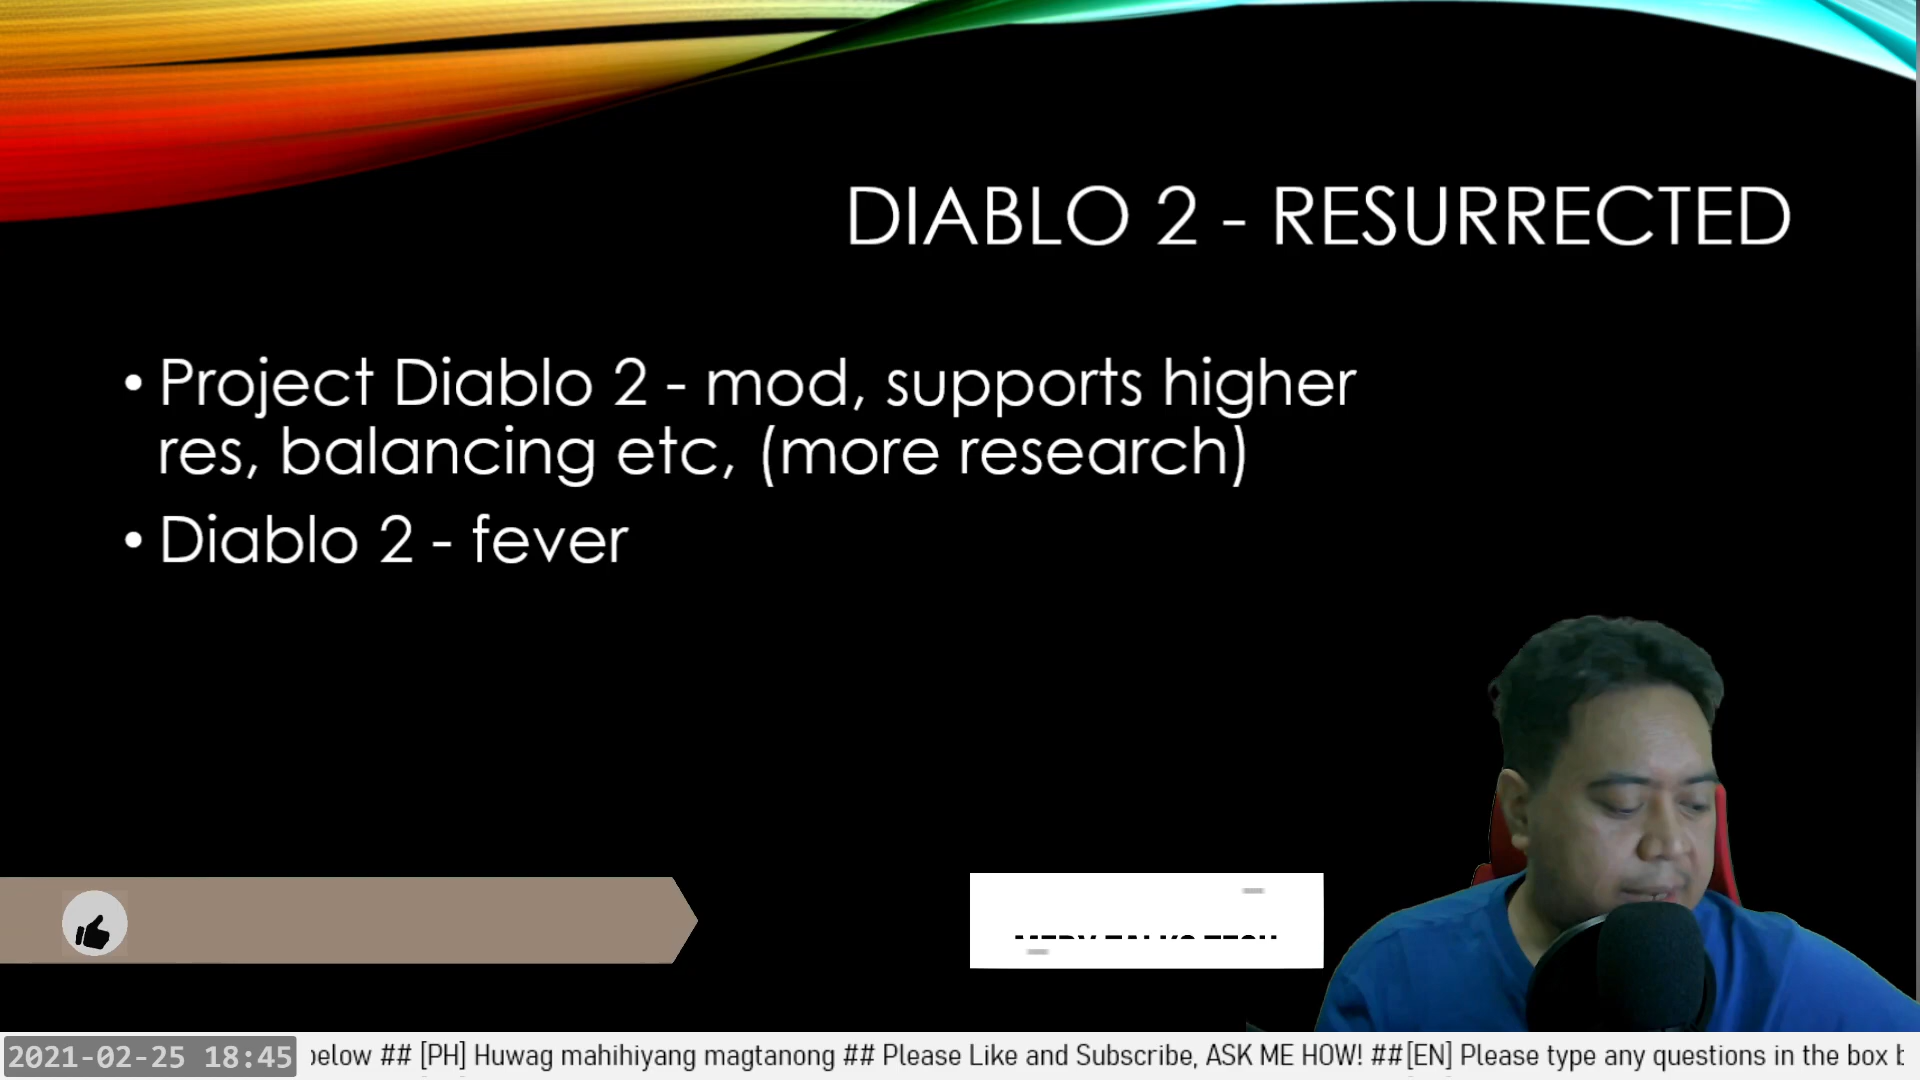 DIABLO 2 - RESURRECTED
• Project Diablo 2 - mod, supports higher
res, balancing etc, (more research)
• Diablo 2 - fever
2021-02-25 18:45
below ## [PH] Huwag mahihiyang magtanong ## Please Like and Subscribe, ASK ME HOW! ##[EN] Please type any questions in the box